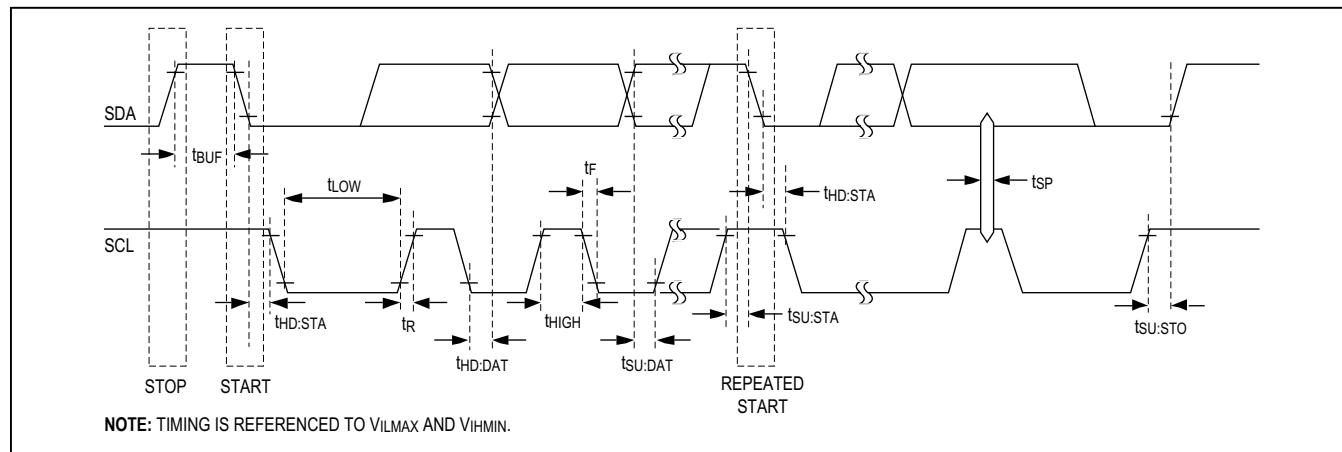 SDA
tBUF
tLOW
tF
tHD:STA
tSP
SCL
tHD:STA
tR
tHD:DAT
tHIGH
tSU:DAT
tSU:STA
tSU:STO
STOP
START
REPEATED
START
NOTE: TIMING IS REFERENCED TO VILMAX AND VIHMIN.